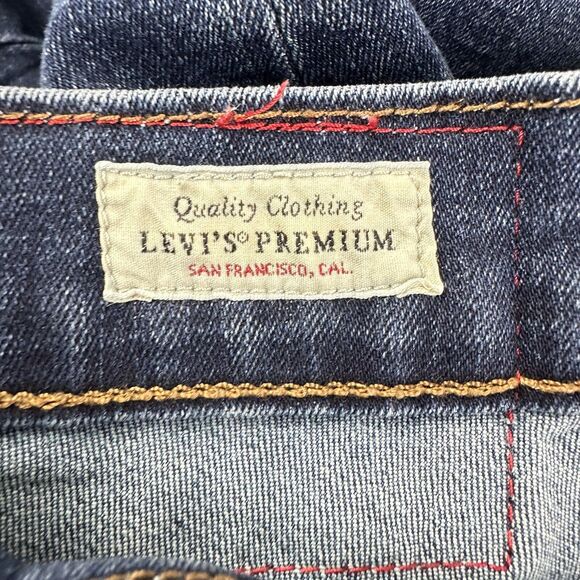 Quality Clothing
LEVI'S® PREMIUM
SAN FRANCISCO, CAL.